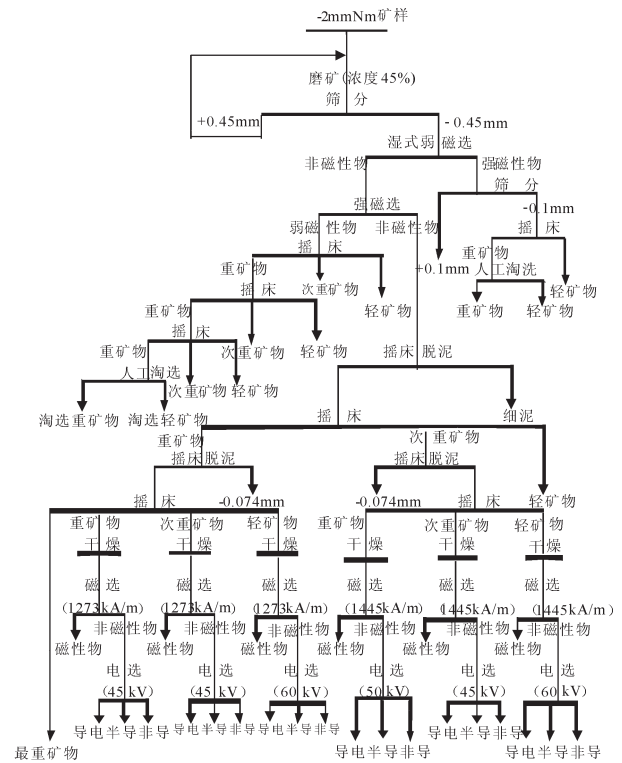 -2mmNm矿样
磨矿(浓度45%)
筛 分
+0.45mm
- 0.45mm
湿式弱 磁选
非磁性物
强磁性物
筛 分
强磁选
-0.1mm
弱磁 性物 非磁性物
摇 床
摇 床
重矿物
重矿物
+0.1mm 人工淘洗
次重矿物
轻矿物
摇 床
重矿物
轻矿物
重矿物
轻矿物
摇 床
重矿物
次重矿物
轻矿物
摇床 脱泥
人工淘选
次重矿物 轻矿物
淘选重矿物 淘选轻矿物
摇 床
细泥
重矿物
次 重矿物
摇床脱泥
摇床脱泥
摇 床
-0.074mm
-0.074mm
摇 床
轻矿物
重矿物 次重矿物 轻矿物 重矿物 次重矿物 轻矿物
干 燥 干 燥 干 燥 干 燥 干 燥 干 燥
磁 选 磁 选 磁 选 磁 选 磁 选 磁 选
(1273kA/m) (1273kA/m) (1273kA/m) (1445kA/m) (1445kA/m) (1445kA/m)
非磁性物 非磁性物 非磁性物 非磁性物 非磁性物 非磁性物
磁性物 磁性物 磁性物 磁性物 磁性物 磁性物
电 选 电 选 电 选 电 选 电 选 电 选
(45 kV) (45 kV) (60 kV) (50 kV) (45 kV) (60 kV)
导电半导非导 导电半导非导 导电半导非导 导电半导非导 导电半导非导 导电半导非导
最重矿物